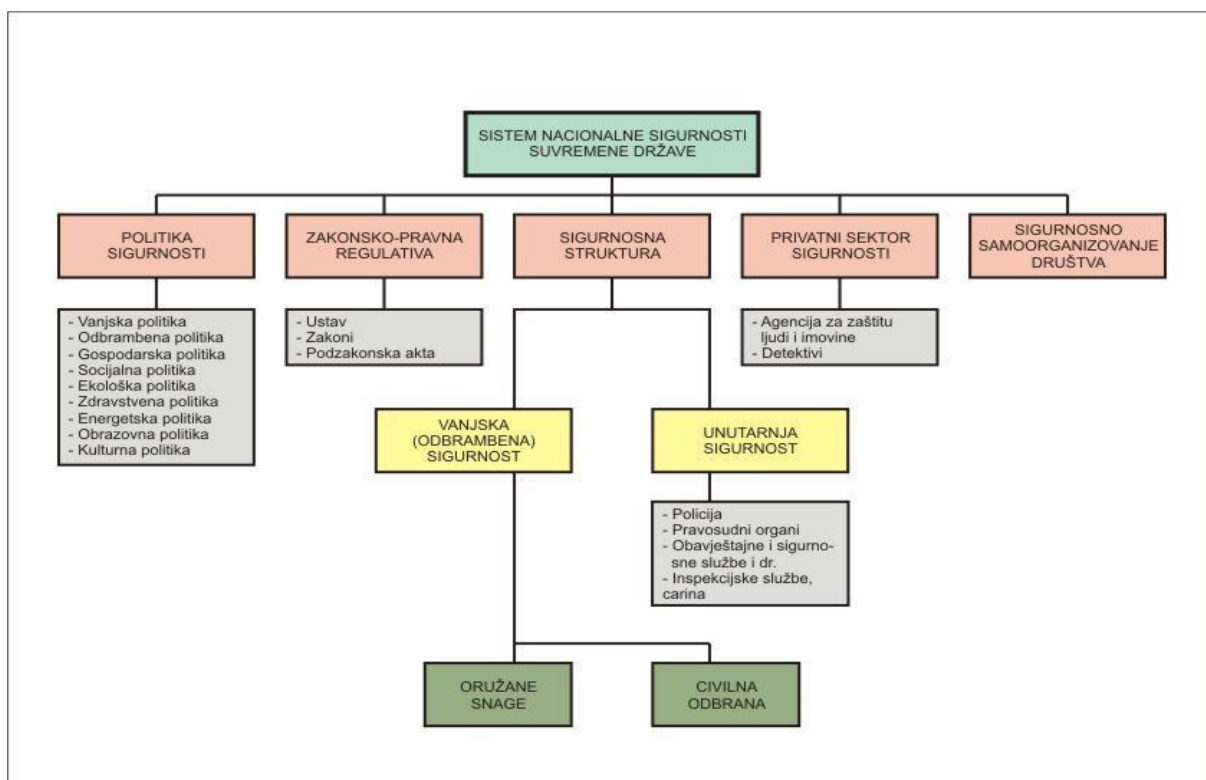 SISTEM NACIONALNE SIGURNOSTI
SUVREMENE DRŽAVE
POLITIKA
SIGURNOSTI
ZAKONSKO-PRAVNA
REGULATIVA
SIGURNOSNA
STRUKTURA
PRIVATNI SEKTOR
SIGURNOSTI
SIGURNOSNO
SAMOORGANIZOVANJE
DRUŠTVA
- Vanjska politika
- Odbrambena politika
- Gospodarska politika
- Socijalna politika
- Ekološka politika
- Zdravstvena politika
- Energetska politika
- Obrazovna politika
- Kulturna politika
- Ustav
- Zakoni
- Podzakonska akta
- Agencija za zaštitu
ljudi i imovine
- Detektivi
VANJSKA
(ODBRAMBENA)
SIGURNOST
UNUTARNJA
SIGURNOST
- Policija
- Pravosudni organi
- Obavještajne i sigurno-
sne službe i dr.
- Inspekcijske službe,
carina
ORUŽANE
SNAGE
CIVILNA
ODBRANA